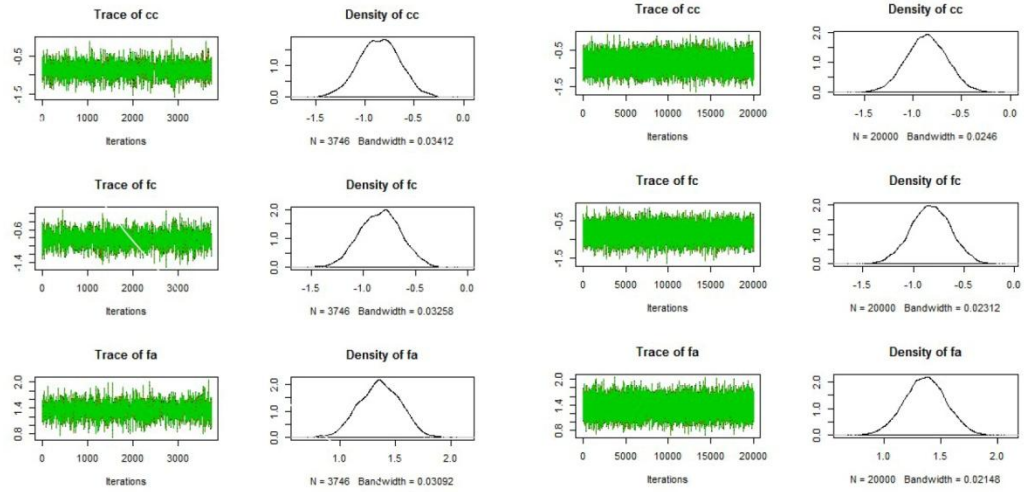 Trace of cc
-0.5
-1.5
0 1000 2000 3000
Iterations
Density of cc
1.0
0.0
-1.5 -1.0 -0.5 0.0
N = 3746 Bandwidth = 0.03412
Trace of cc
-0.5
-1.5
0 5000 10000 15000 20000
Iterations
Density of cc
2.0
1.0
0.0
-1.5 -1.0 -0.5 0.0
N = 20000 Bandwidth = 0.0246
Trace of fc
-0.6
-1.4
0 1000 2000 3000
Iterations
Density of fc
2.0
1.0
0.0
-1.5 -1.0 -0.5 0.0
N = 3746 Bandwidth = 0.03258
Trace of fc
-0.5
-1.5
0 5000 10000 15000 20000
Iterations
Density of fc
2.0
1.0
0.0
-1.5 -1.0 -0.5 0.0
N = 20000 Bandwidth = 0.02312
Trace of fa
2.0
1.4
0.8
0 1000 2000 3000
Iterations
Density of fa
2.0
1.0
0.0
1.0 1.5 2.0
N = 3746 Bandwidth = 0.03092
Trace of fa
2.0
1.4
0.8
0 5000 10000 15000 20000
Iterations
Density of fa
2.0
1.0
0.0
1.0 1.5 2.0
N = 20000 Bandwidth = 0.02148